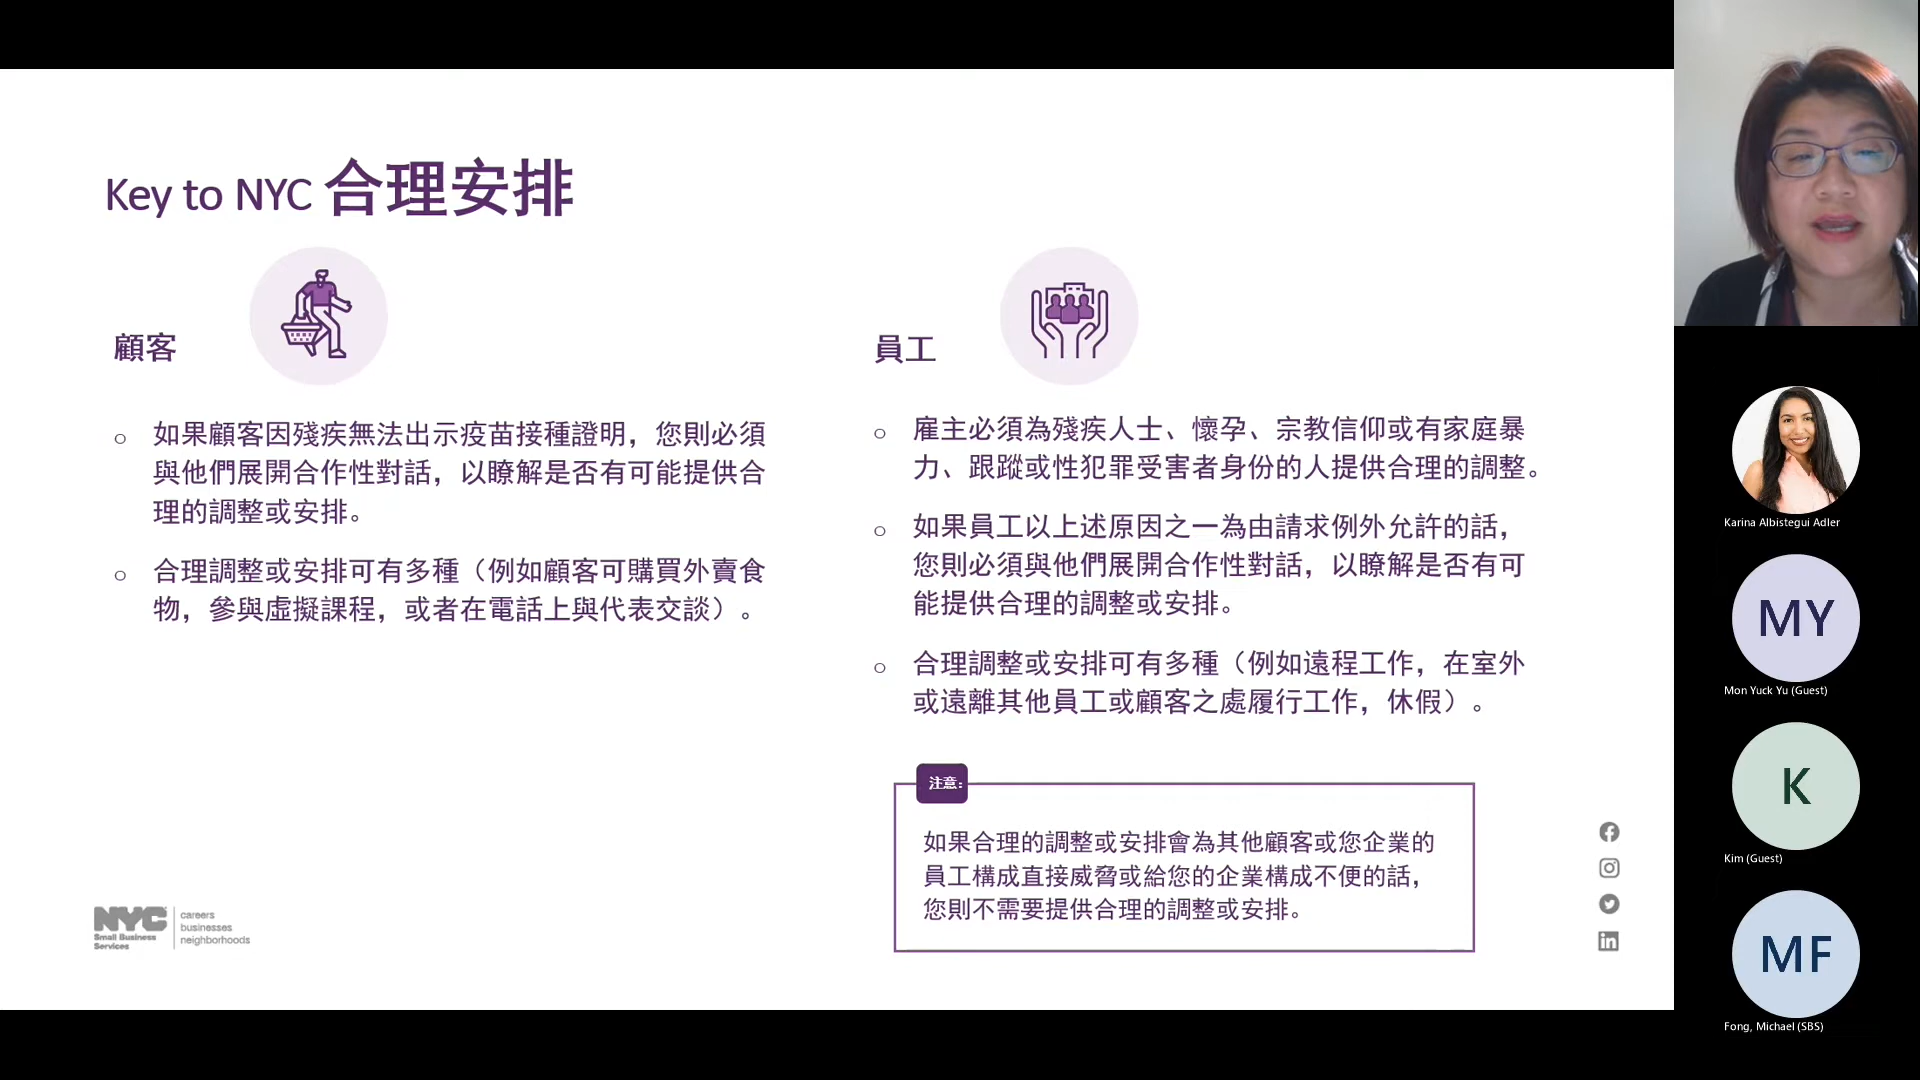 Key to NYC 合理安排
顧客
如果顧客因殘疾無法出示疫苗接種證明，您則必須
與他們展開合作性對話，以瞭解是否有可能提供合
理的調整或安排。
合理調整或安排可有多種（例如顧客可購買外賣食
物，參與虛擬課程，或者在電話上與代表交談）。
員工
雇主必須為殘疾人士、懷孕、宗教信仰或有家庭暴
力、跟蹤或性犯罪受害者身份的人提供合理的調整。
如果員工以上述原因之一為由請求例外允許的話，
您則必須與他們展開合作性對話，以瞭解是否有可
能提供合理的調整或安排。
合理調整或安排可有多種（例如遠程工作，在室外
或遠離其他員工或顧客之處履行工作，休假）。
注意:
如果合理的調整或安排會為其他顧客或您企業的
員工構成直接威脅或給您的企業構成不便的話，
您則不需要提供合理的調整或安排。
NYC
Small Business
Services
careers
businesses
neighborhoods
Karina Albistegui Adler
MY
Mon Yuck Yu (Guest)
K
Kim (Guest)
MF
Fong, Michael (SBS)